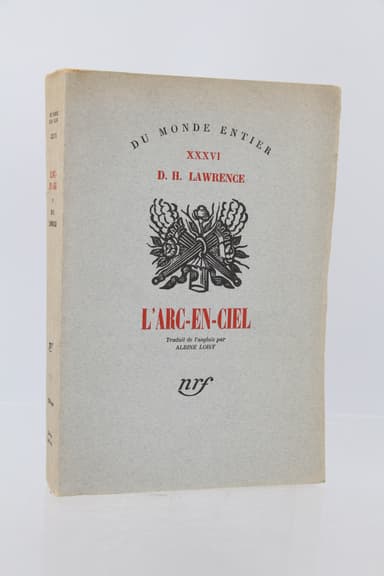 DU MONDE ENTIER
XXXVI
D. H. LAWRENCE
L'ARC-EN-CIEL
Traduit de l'anglais par
ALBINE LOISY
nrf